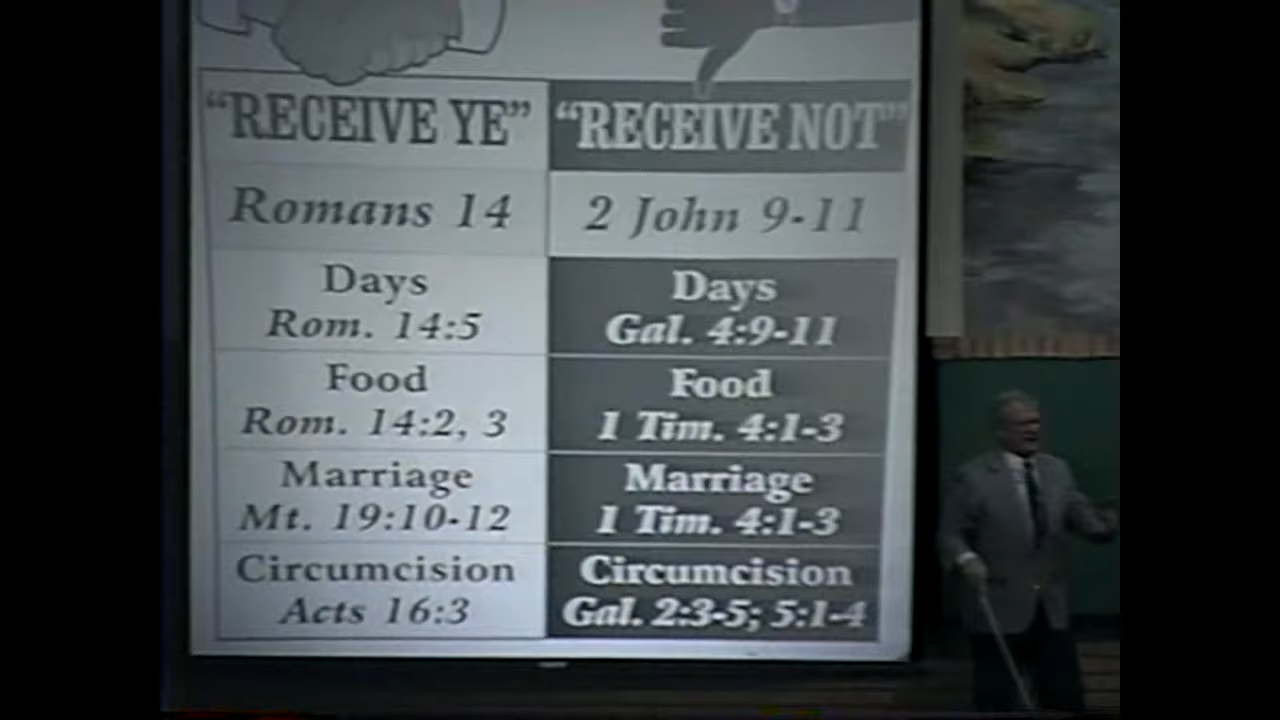 “RECEIVE YE” “RECEIVE NOT”
Romans 14 2 John 9-11
Days Days
Rom. 14:5 Gal. 4:9-11
Food Food
Rom. 14:2, 3 1 Tim. 4:1-3
Marriage Marriage
Mt. 19:10-12 1 Tim. 4:1-3
Circumcision Circumcision
Acts 16:3 Gal. 2:3-5; 5:1-4